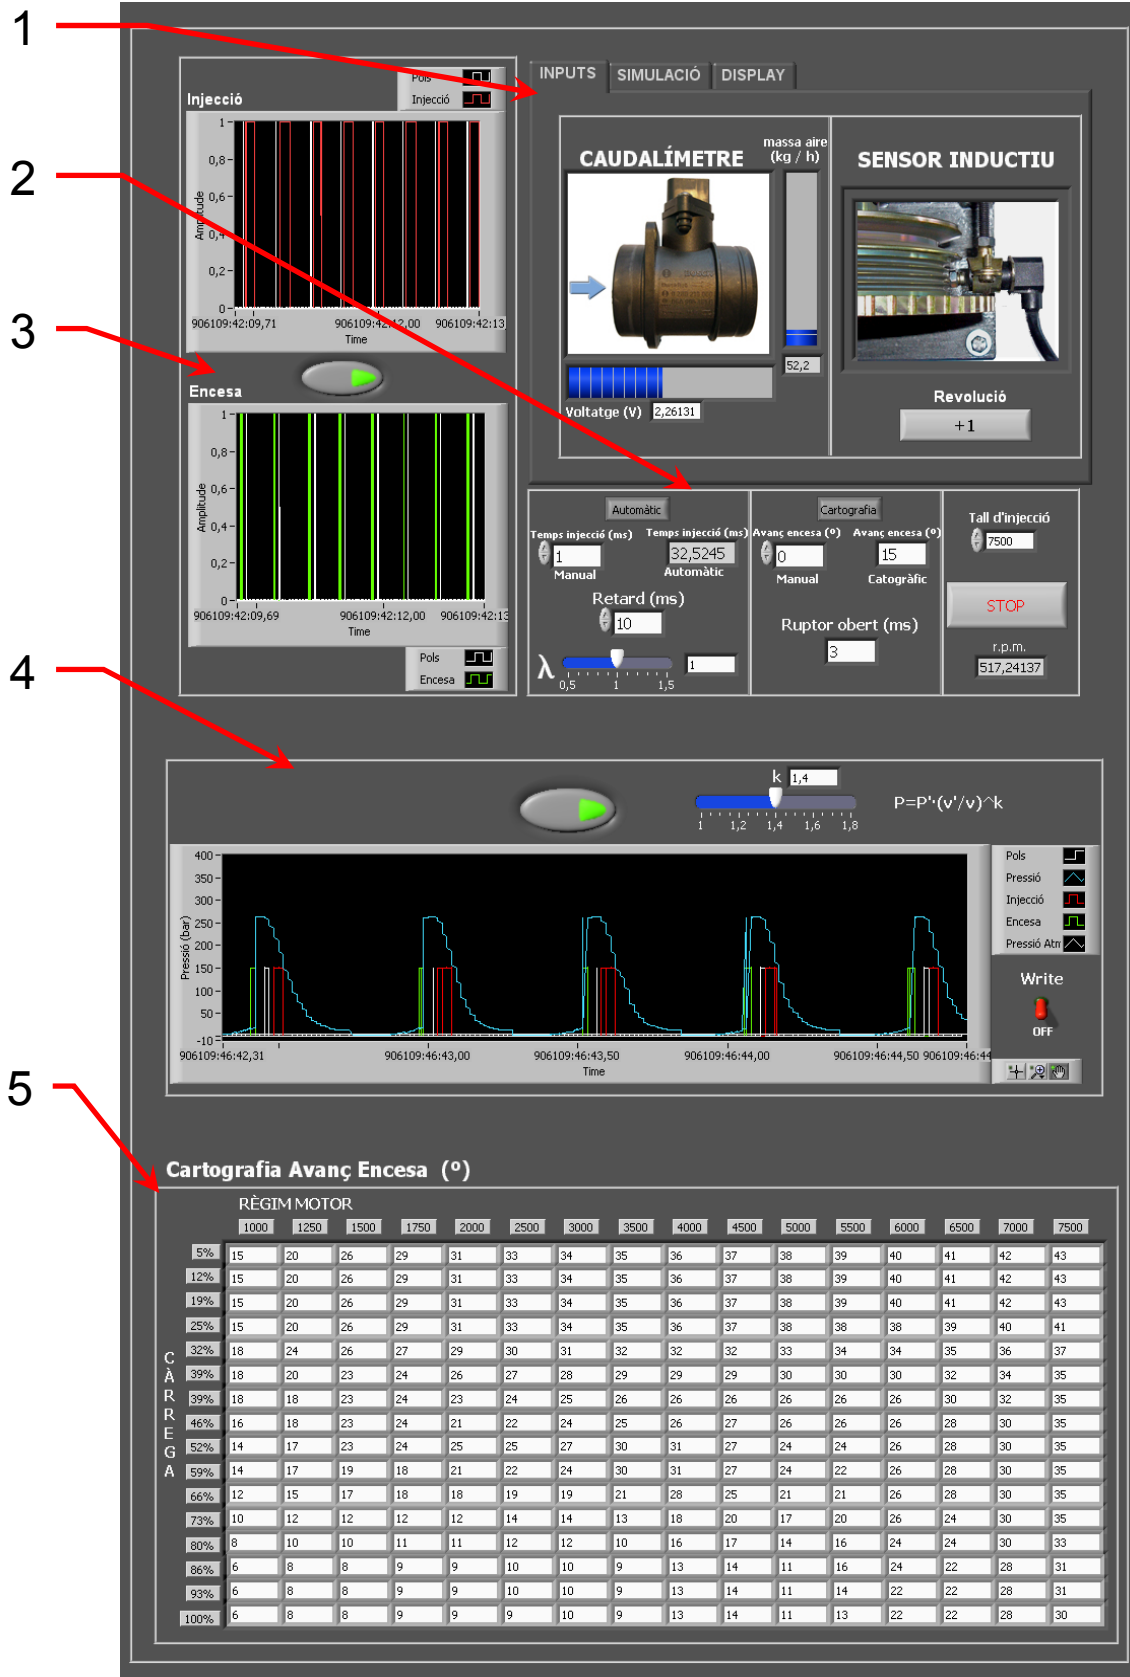 1
2
3
4
5
Pols
Injecció
Injecció
1
0,8
0,6
0,4
0,2
0
Amplitude
906109:42:09,71 906109:42:12,00 906109:42:13
Time
Encesa
1
0,8
0,6
0,4
0,2
0
Amplitude
906109:42:09,69 906109:42:12,00 906109:42:13
Time
Pols
Encesa
INPUTS SIMULACIÓ DISPLAY
CAUDALÍMETRE
massa aire
(kg / h)
52,2
Voltatge (V) 2,26131
SENSOR INDUCTIU
Revolució
+1
Automàtic
Temps injecció (ms) Temps injecció (ms)
1 32,5245
Manual Automàtic
Retard (ms)
10
λ 1
0,5 1 1,5
Cartografia
Avanç encesa (º) Avanç encesa (º)
0 15
Manual Catogràfic
Ruptor obert (ms)
3
Tall d'injecció
7500
STOP
r.p.m.
517,24137
k 1,4
1 1,2 1,4 1,6 1,8
P=P'·(v'/v)^k
400
350
300
250
200
150
100
50
-10
Pressió (bar)
906109:46:42,31 906109:46:43,00 906109:46:43,50 906109:46:44,00 906109:46:44,50 906109:46:44
Time
Pols
Pressió
Injecció
Encesa
Pressió Atm
Write
OFF
Cartografia Avanç Encesa (º)
RÈGIM MOTOR
1000 1250 1500 1750 2000 2500 3000 3500 4000 4500 5000 5500 6000 6500 7000 7500
CÀRREGA
5% 15 20 26 29 31 33 34 35 36 37 38 39 40 41 42 43
12% 15 20 26 29 31 33 34 35 36 37 38 39 40 41 42 43
19% 15 20 26 29 31 33 34 35 36 37 38 39 40 41 42 43
25% 15 20 26 29 31 33 34 35 36 37 38 38 38 39 40 41
32% 18 24 26 27 29 30 31 32 32 32 33 34 34 35 36 37
39% 18 20 23 24 26 27 28 29 29 29 30 30 30 32 34 35
39% 18 18 23 24 23 24 25 26 26 26 26 26 26 30 32 35
46% 16 18 23 24 21 22 24 25 26 27 26 26 26 28 30 35
52% 14 17 23 24 25 25 27 30 31 27 24 24 26 28 30 35
59% 14 17 19 18 21 22 24 30 31 27 24 22 26 28 30 35
66% 12 15 17 18 18 19 19 21 28 25 21 21 26 28 30 35
73% 10 12 12 12 12 14 14 13 18 20 17 20 26 24 30 35
80% 8 10 10 11 11 12 12 10 16 17 14 16 24 24 30 33
86% 6 8 8 9 9 10 10 9 13 14 11 16 24 22 28 31
93% 6 8 8 9 9 10 10 9 13 14 11 14 22 22 28 31
100% 6 8 8 9 9 9 10 9 13 14 11 13 22 22 28 30